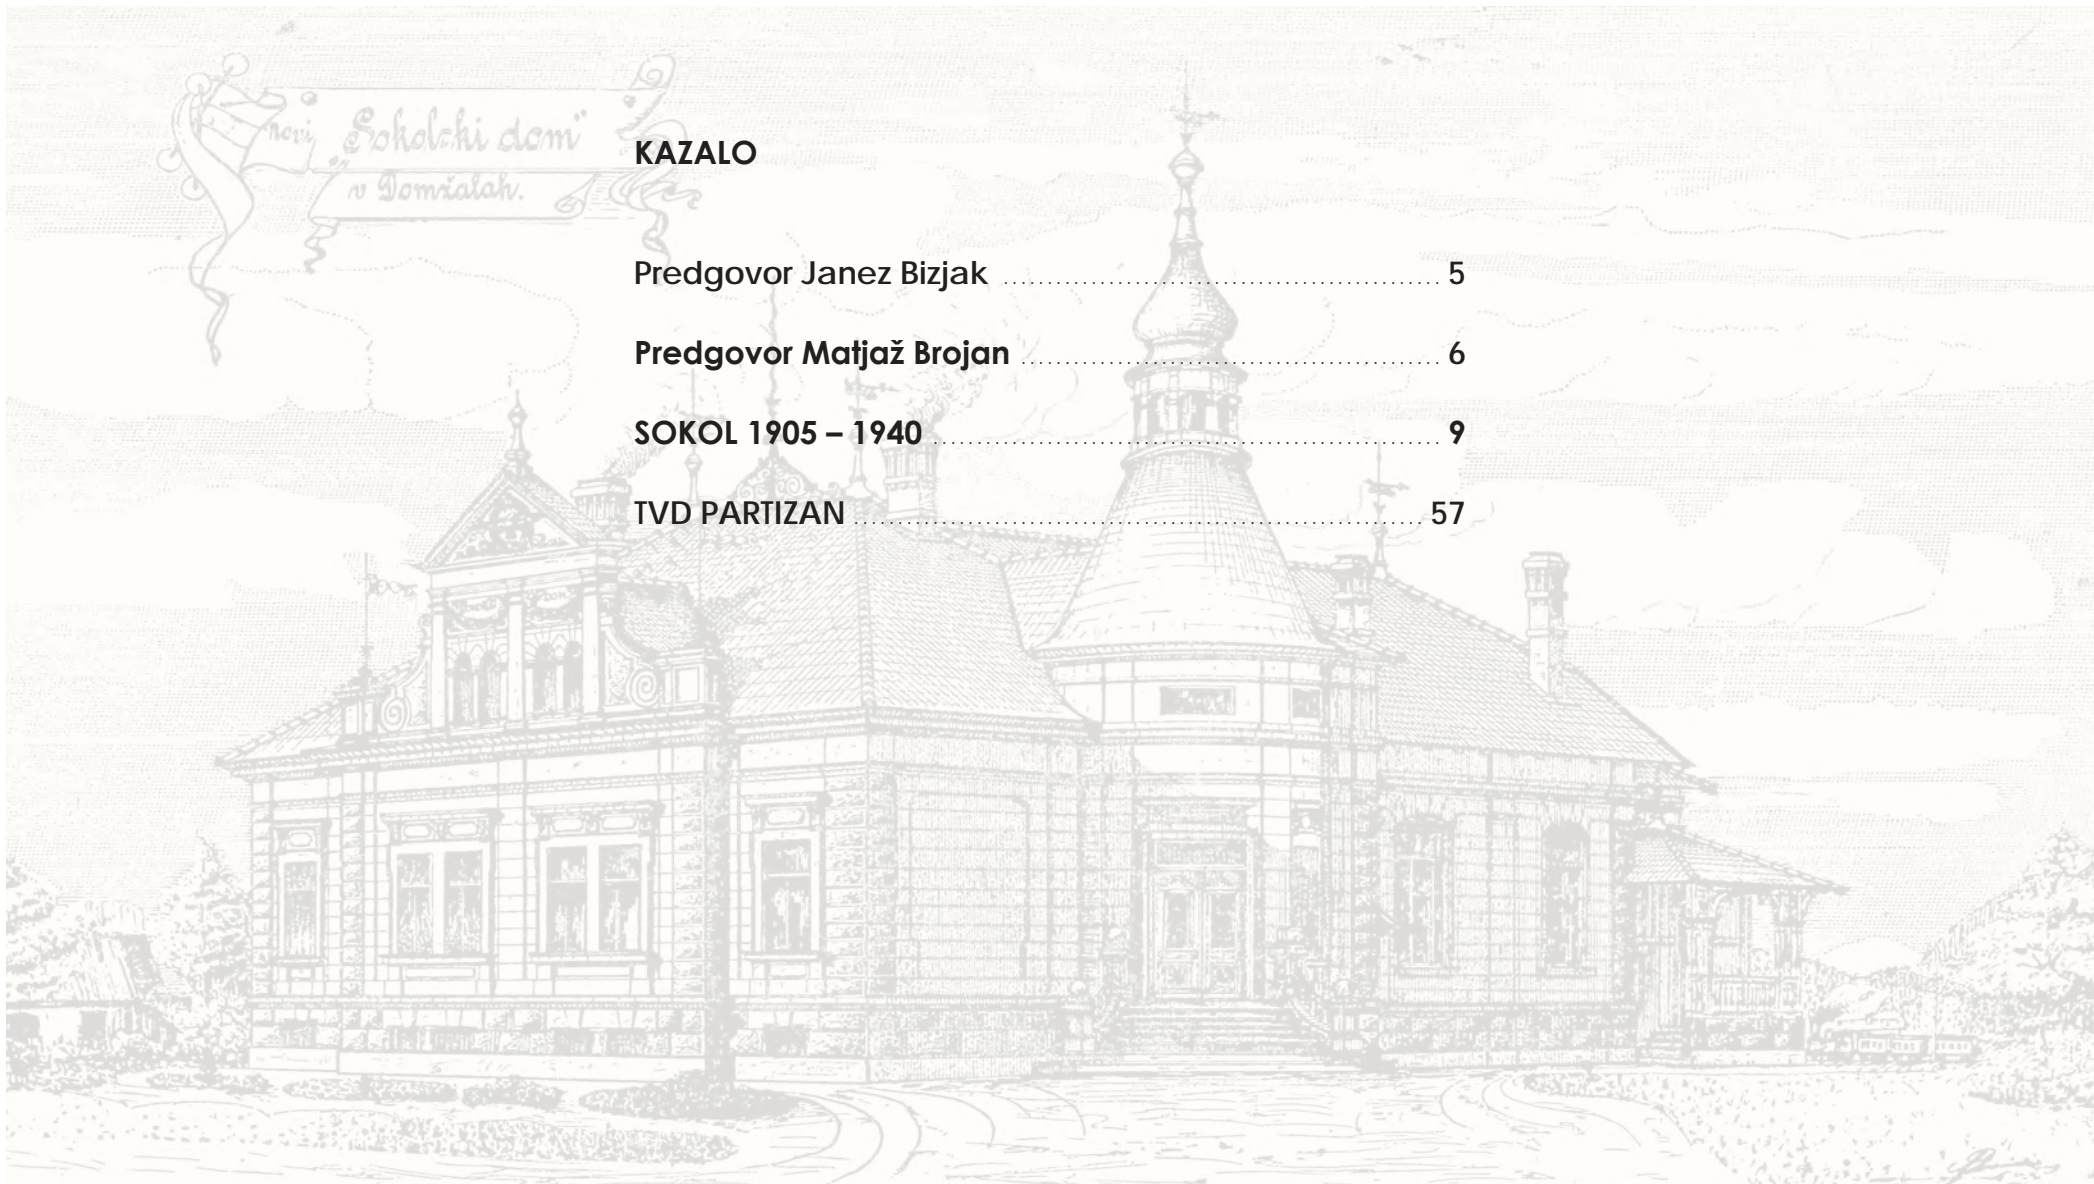 novi „Sokolski dom“
v Domžalah.
KAZALO
Predgovor Janez Bizjak 5
Predgovor Matjaž Brojan 6
SOKOL 1905 – 1940 9
TVD PARTIZAN 57